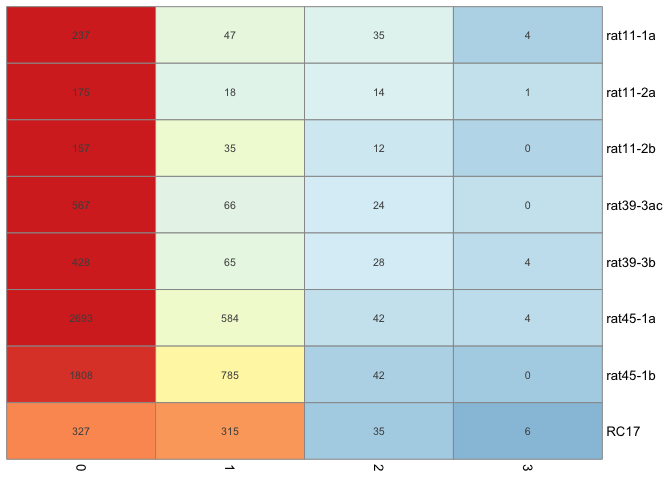 237 47 35 4 rat11-1a
175 18 14 1 rat11-2a
157 35 12 0 rat11-2b
567 66 24 0 rat39-3ac
428 65 28 4 rat39-3b
2693 584 42 4 rat45-1a
1808 785 42 0 rat45-1b
327 315 35 6 RC17
0 1 2 3